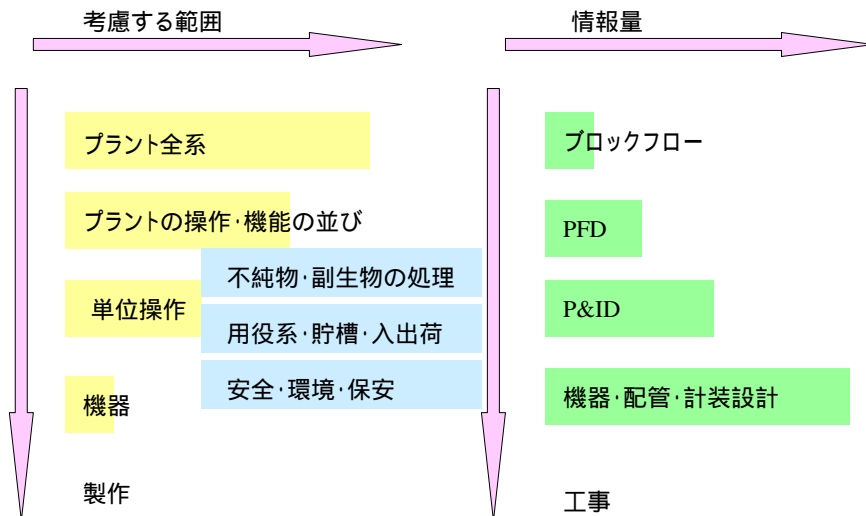 考慮する範囲
プラント全系
プラントの操作･機能の並び
不純物･副生物の処理
単位操作
用役系･貯槽･入出荷
安全･環境･保安
機器
製作
情報量
ブロックフロー
PFD
P&ID
機器･配管･計装設計
工事